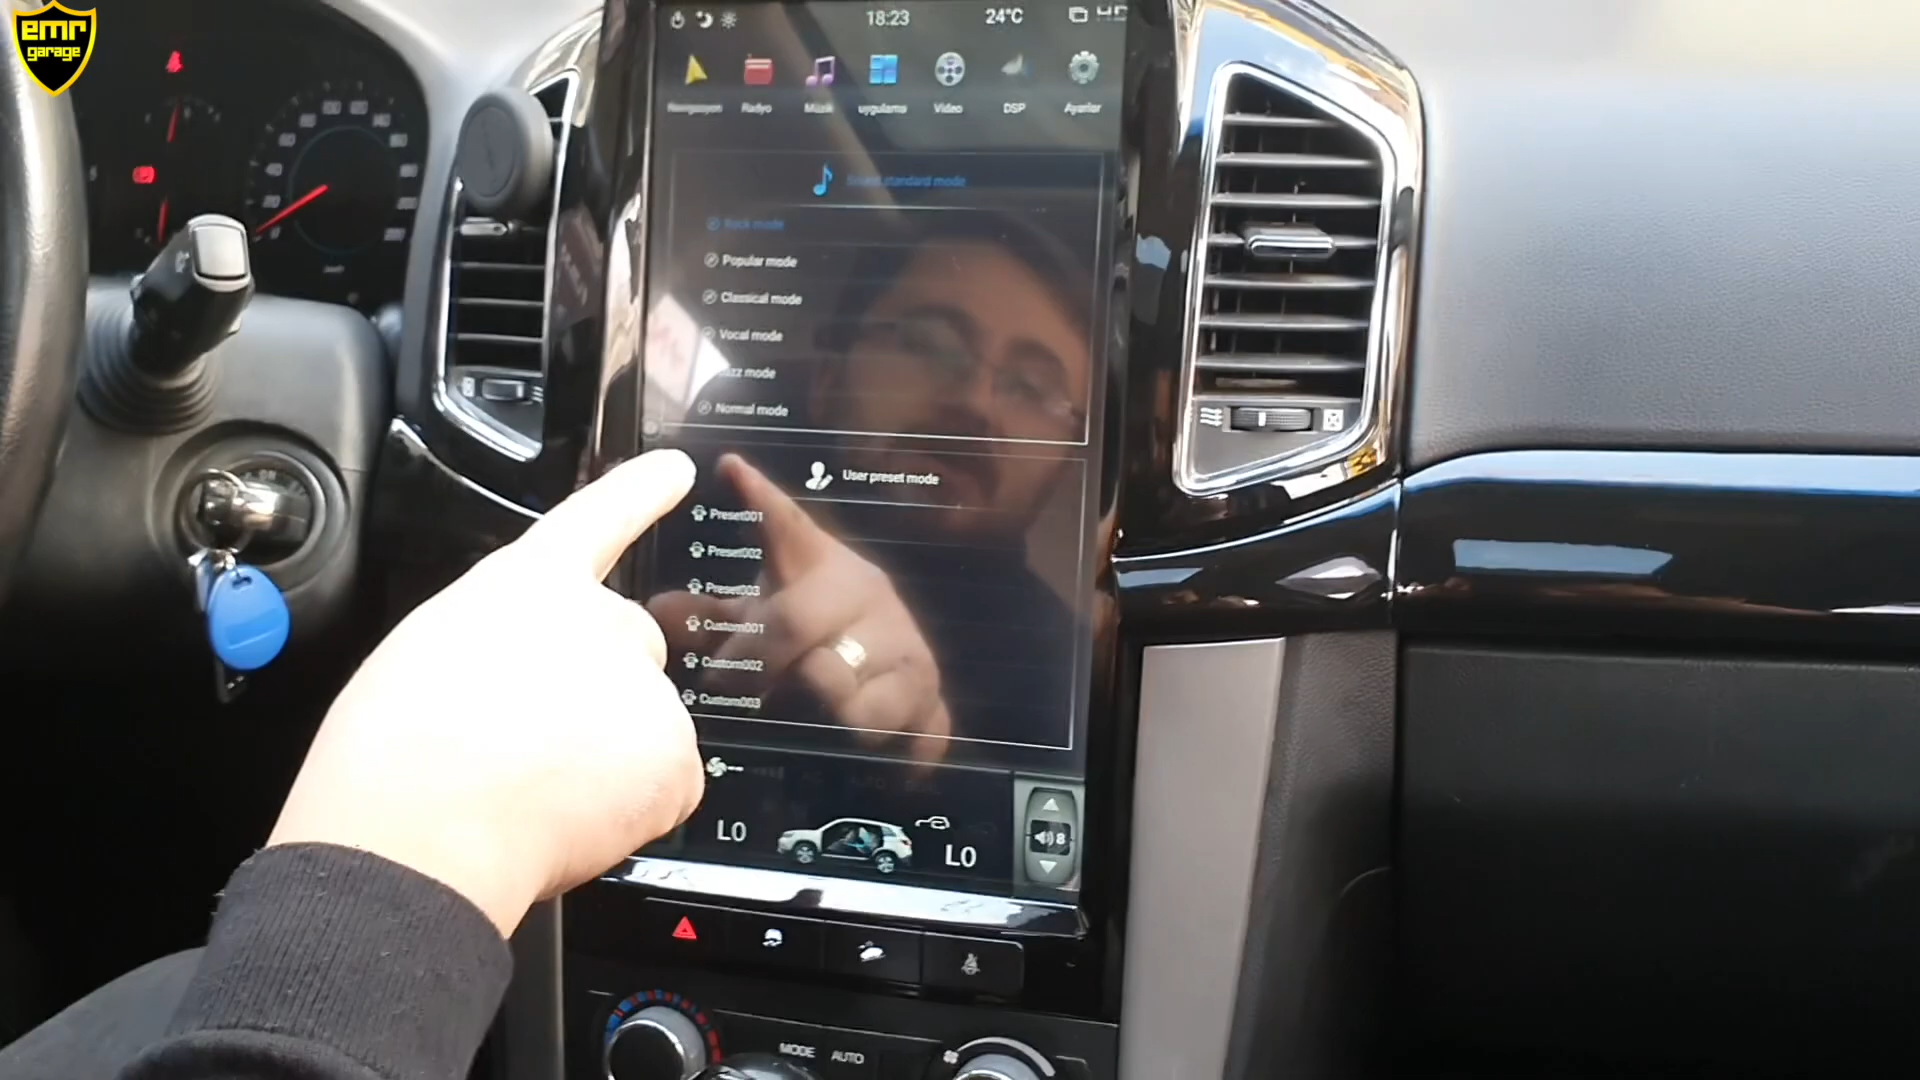 emr
garage
18:23
24°C
Navigasyon
Radyo
Müzik
uygulama
Video
DSP
Ayarlar
Sound standard mode
Rock mode
Popular mode
Classical mode
Vocal mode
Jazz mode
Normal mode
User preset mode
Preset001
Preset002
Preset003
Custom001
Custom002
Custom003
LO
LO
8
MODE
AUTO